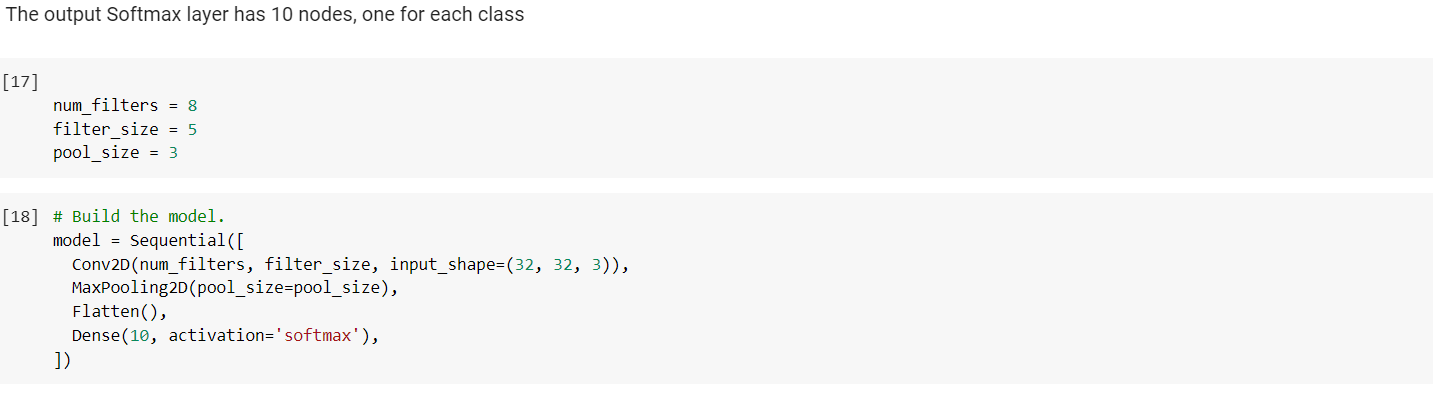 The output Softmax layer has 10 nodes, one for each class
[17]
num_filters = 8
filter_size = 5
pool_size = 3
[18] # Build the model.
model = Sequential([
Conv2D(num_filters, filter_size, input_shape=(32, 32, 3)),
MaxPooling2D(pool_size=pool_size),
Flatten(),
Dense(10, activation='softmax'),
])